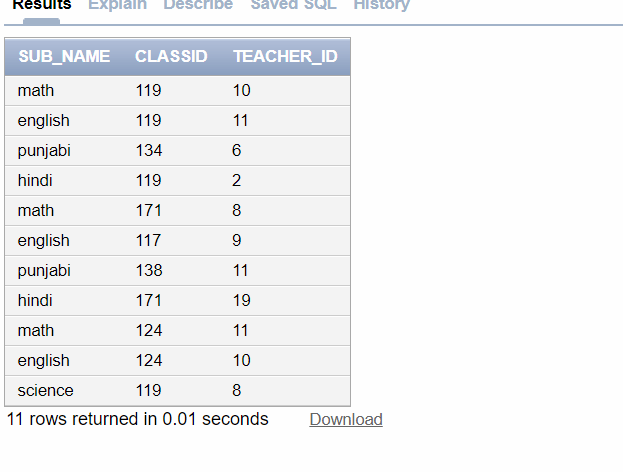 Results Explain Describe Saved SQL History
SUB_NAME CLASSID TEACHER_ID
math 119 10
english 119 11
punjabi 134 6
hindi 119 2
math 171 8
english 117 9
punjabi 138 11
hindi 171 19
math 124 11
english 124 10
science 119 8
11 rows returned in 0.01 seconds Download